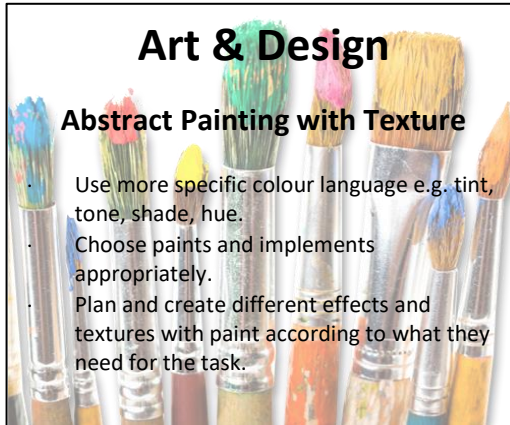 Art & Design
Abstract Painting with Texture
· Use more specific colour language e.g. tint,
tone, shade, hue.
· Choose paints and implements
appropriately.
· Plan and create different effects and
textures with paint according to what they
need for the task.